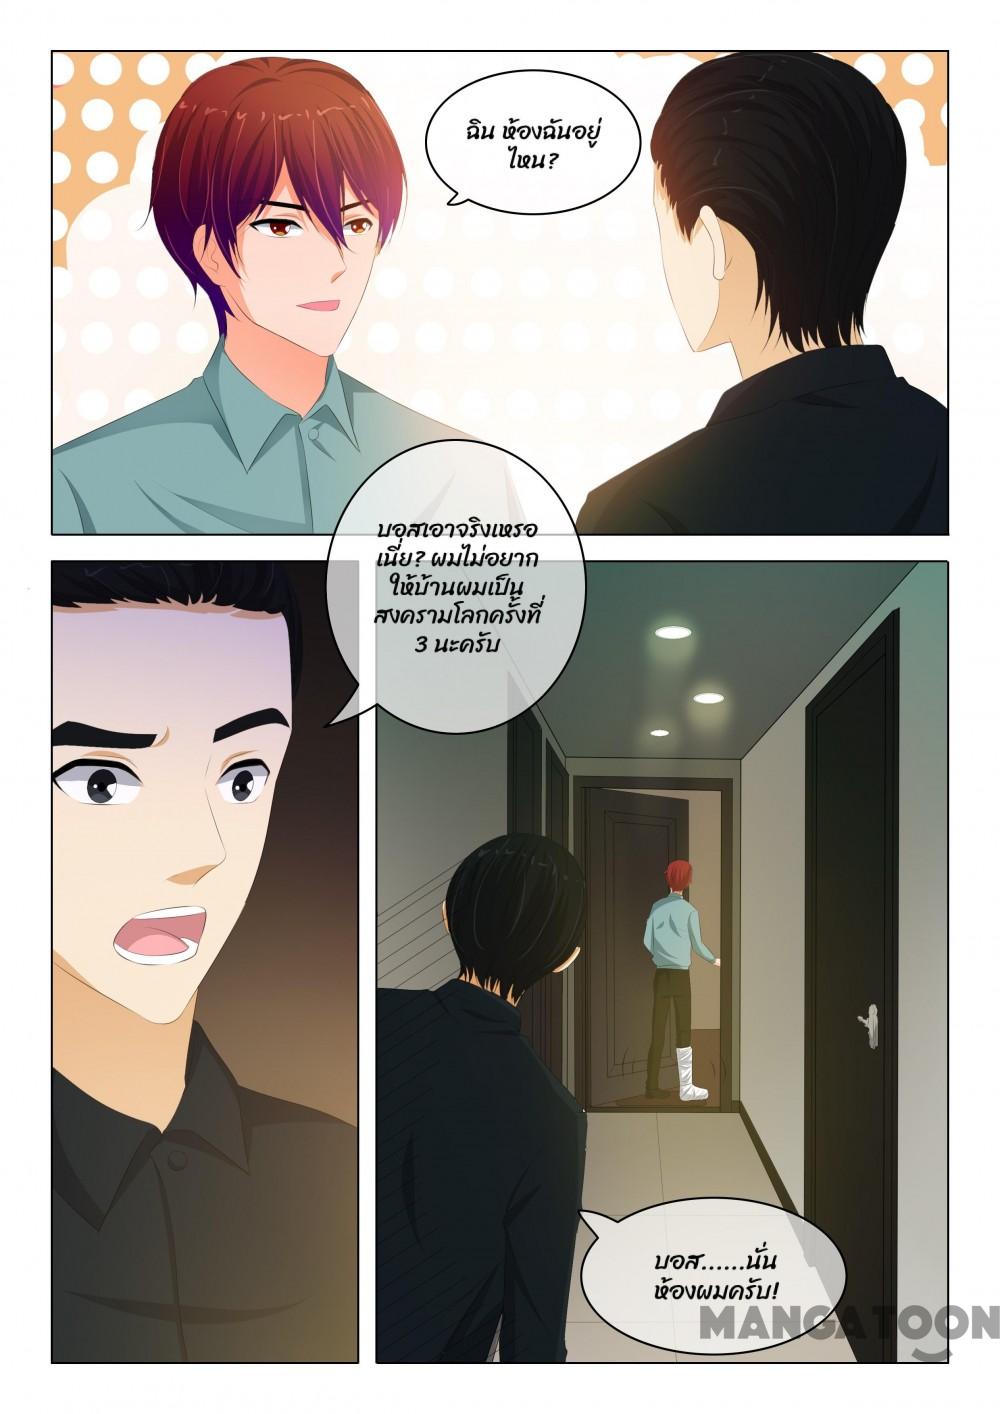 ฉิน ห้องฉันอยู่
ไหน?
บอสเอาจริงเหรอ
เนี่ย? ผมไม่อยาก
ให้บ้านผมเป็น
สงครามโลกครั้งที่
3 นะครับ
บอส......นั่น
ห้องผมครับ!
MANGATOON